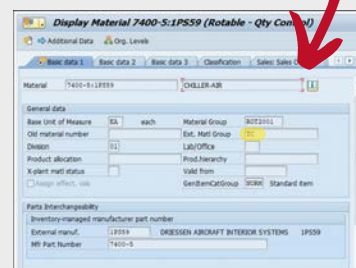 Display Material 7400-5:1PS59 (Rotable - Qty Control)
Additional Data Org. Levels
Basic data 1 Basic data 2 Basic data 3 Classification Sales: Sales O
Material 7400-5:1PS59 CHILLER-AIR
General data
Base Unit of Measure EA each Material Group ROT2001
Old material number Ext. Matl Group
Division 01 Lab/Office
Product allocation Prod.hierarchy
X-plant matl status Valid from
Assign effect. vals GenItemCatGroup NORM Standard item
Parts Interchangeability
Inventory-managed manufacturer part number
External manuf. 1PS59 DRIESSEN AIRCRAFT INTERIOR SYSTEMS 1PS59
Mfr Part Number 7400-5